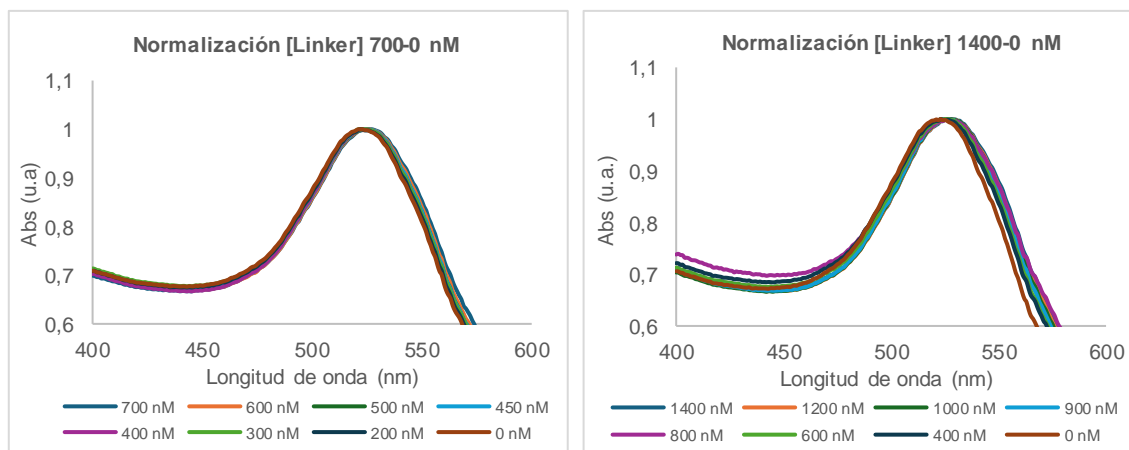 Normalización [Linker] 700-0 nM
1,1
1
0,9
0,8
0,7
0,6
Abs (u.a)
400 450 500 550 600
Longitud de onda (nm)
700 nM 600 nM 500 nM 450 nM
400 nM 300 nM 200 nM 0 nM
Normalización [Linker] 1400-0 nM
1,1
1
0,9
0,8
0,7
0,6
Abs (u.a.)
400 450 500 550 600
Longitud de onda (nm)
1400 nM 1200 nM 1000 nM 900 nM
800 nM 600 nM 400 nM 0 nM